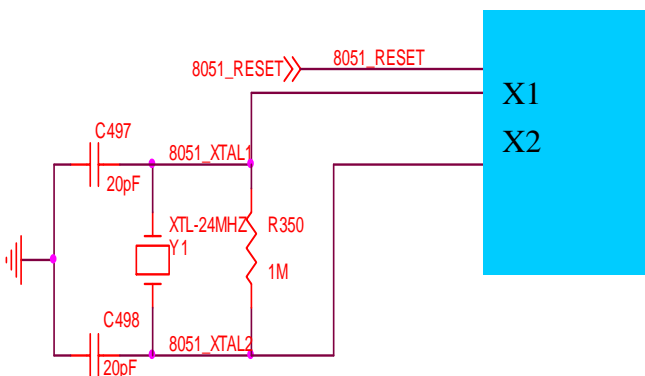 8051_RESET
8051_RESET
X1
C497
X2
8051_XTAL1
20pF
XTL-24MHZ
R350
Y1
1M
C498
8051_XTAL2
20pF